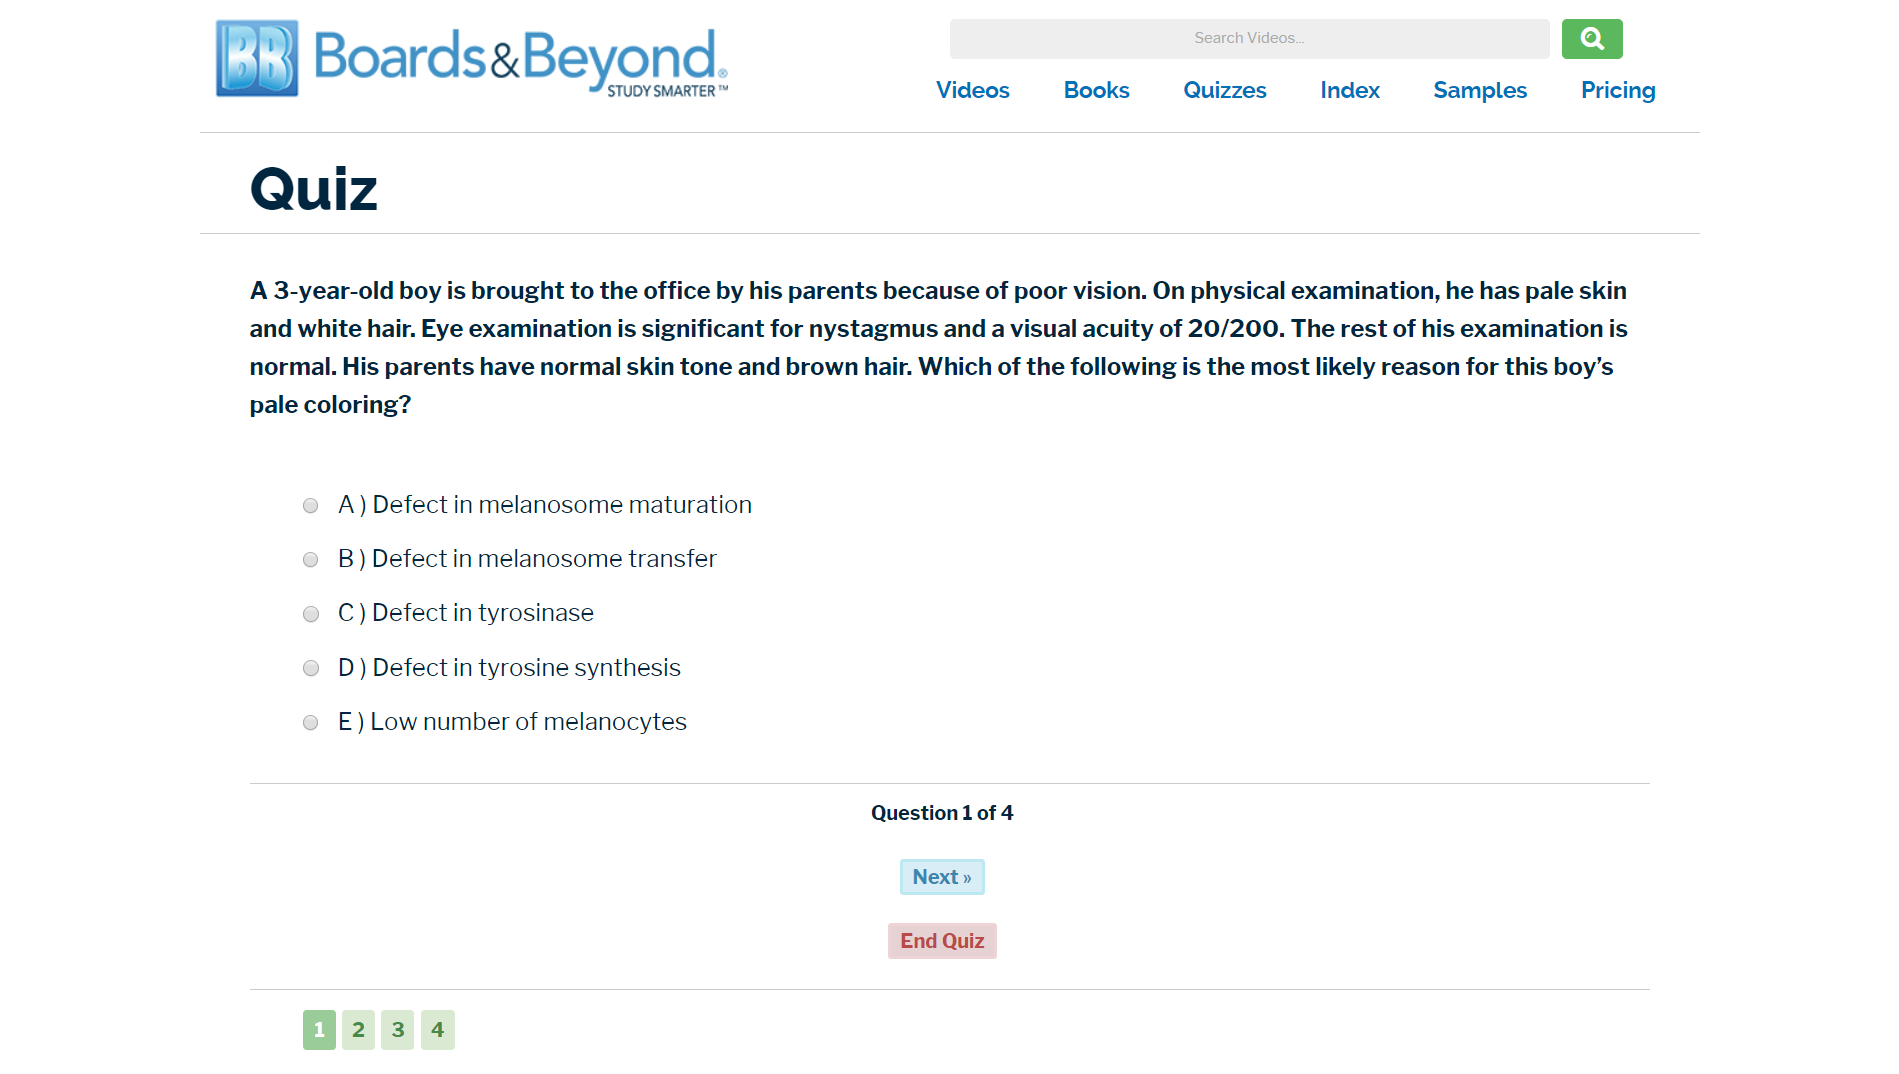 BB Boards&Beyond®
STUDY SMARTER™
Search Videos...
Videos Books Quizzes Index Samples Pricing
Quiz
A 3-year-old boy is brought to the office by his parents because of poor vision. On physical examination, he has pale skin
and white hair. Eye examination is significant for nystagmus and a visual acuity of 20/200. The rest of his examination is
normal. His parents have normal skin tone and brown hair. Which of the following is the most likely reason for this boy’s
pale coloring?
A ) Defect in melanosome maturation
B ) Defect in melanosome transfer
C ) Defect in tyrosinase
D ) Defect in tyrosine synthesis
E ) Low number of melanocytes
Question 1 of 4
Next »
End Quiz
1 2 3 4